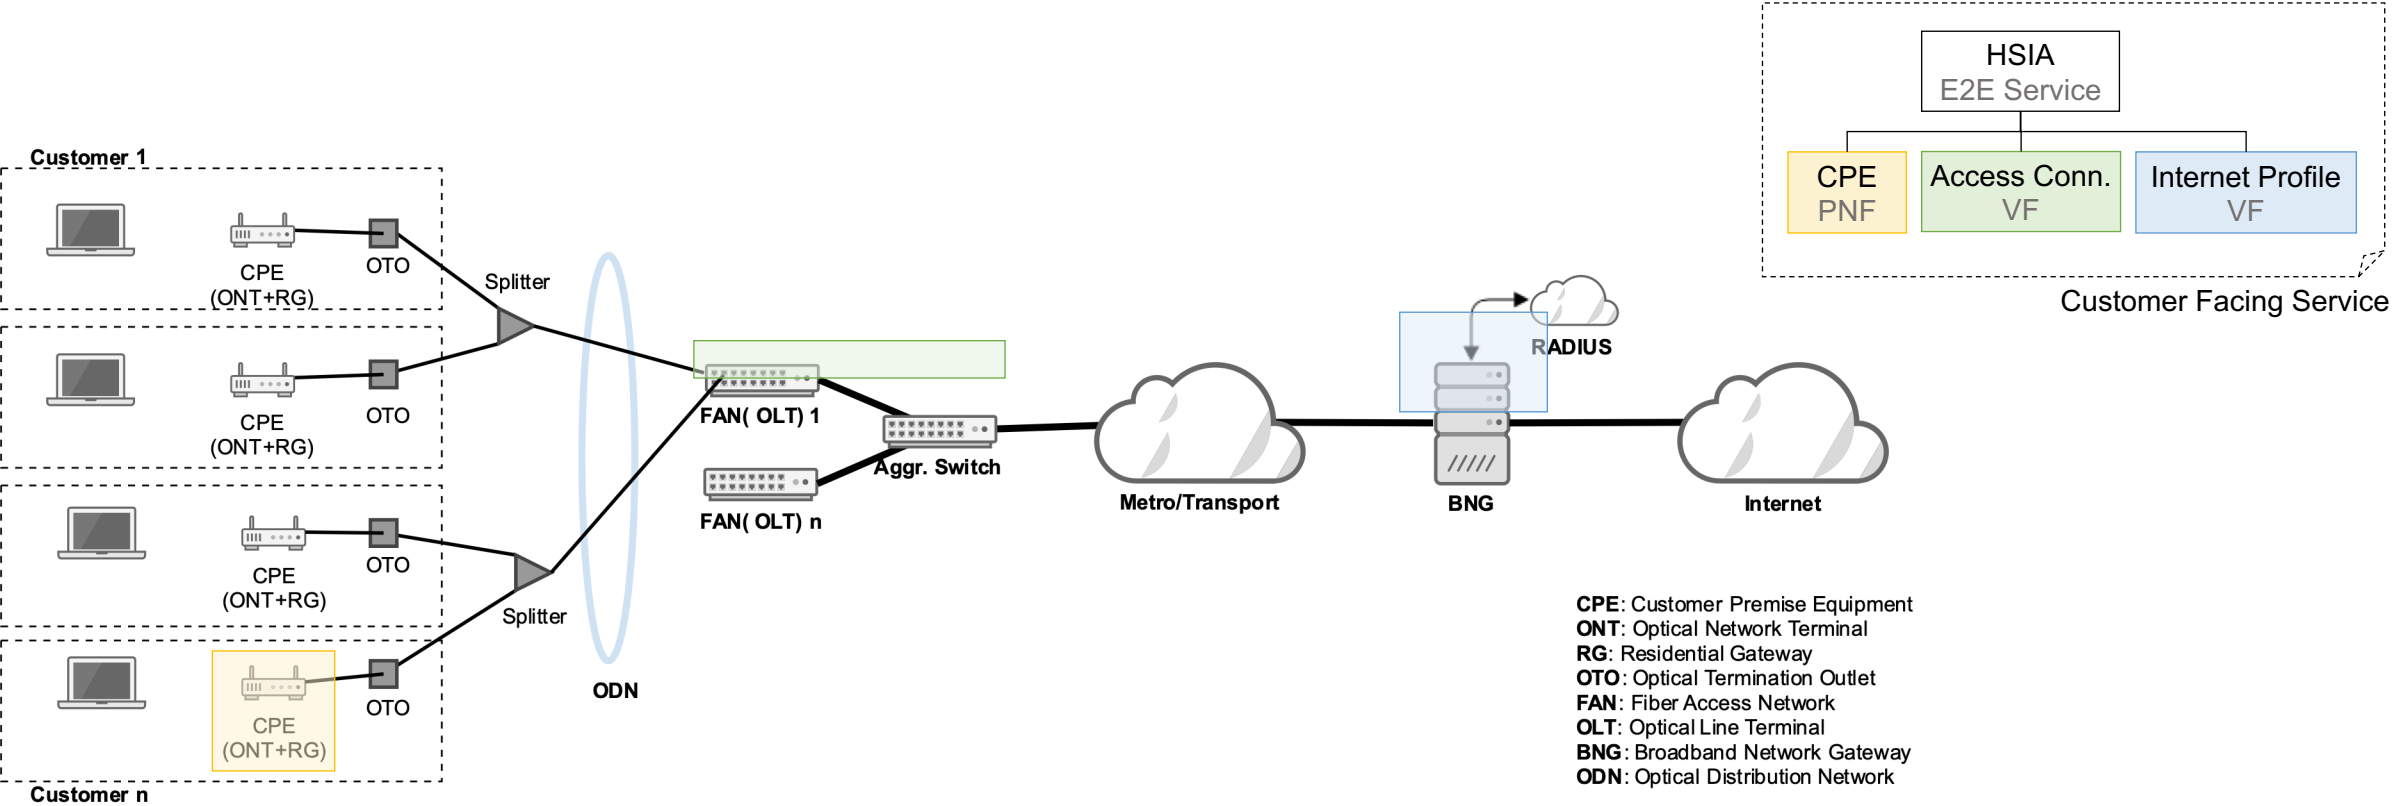 HSIA
E2E Service
CPE
PNF
Access Conn.
VF
Internet Profile
VF
Customer Facing Service
Customer 1
CPE
(ONT+RG)
OTO
Splitter
CPE
(ONT+RG)
OTO
CPE
(ONT+RG)
OTO
Splitter
CPE
(ONT+RG)
OTO
Customer n
ODN
FAN( OLT) 1
Aggr. Switch
FAN( OLT) n
Metro/Transport
RADIUS
BNG
Internet
CPE: Customer Premise Equipment
ONT: Optical Network Terminal
RG: Residential Gateway
OTO: Optical Termination Outlet
FAN: Fiber Access Network
OLT: Optical Line Terminal
BNG: Broadband Network Gateway
ODN: Optical Distribution Network